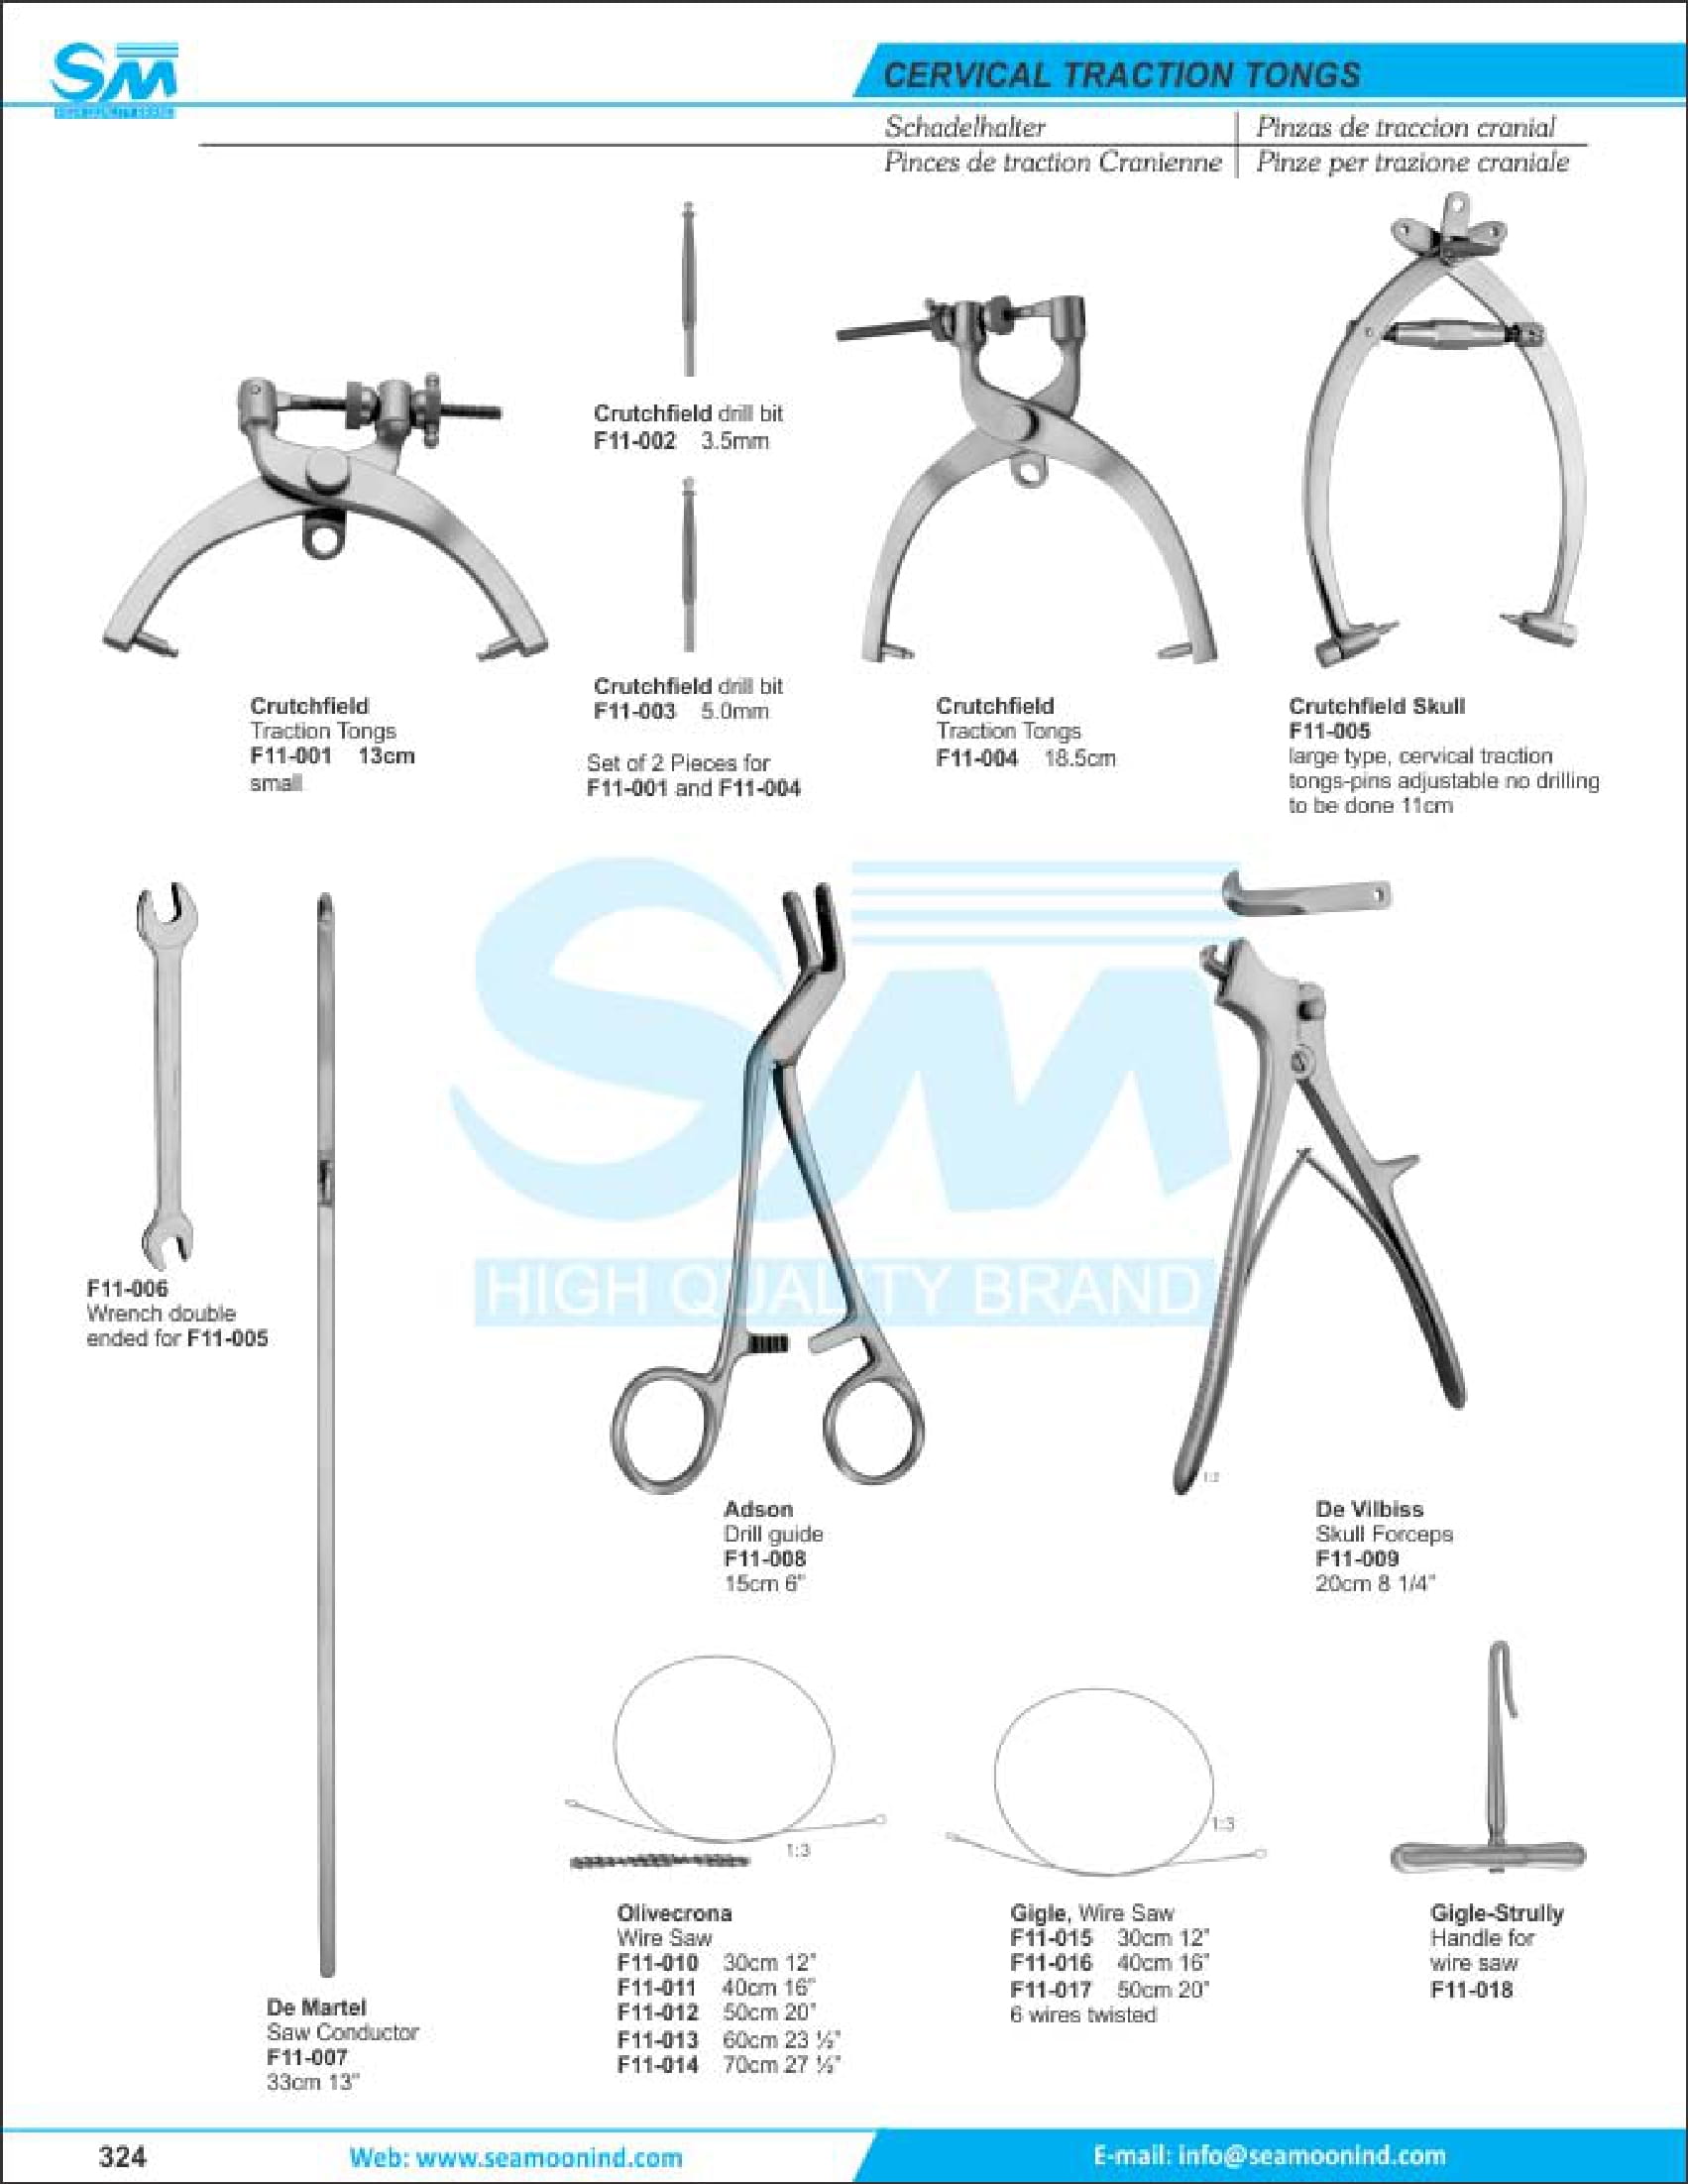 SM
CERVICAL TRACTION TONGS
Schadelhalter
Pinzas de traccion cranial
Pinces de traction Cranienne
Pinze per trazione craniale
Crutchfield drill bit
F11-002 3.5mm
Crutchfield
Traction Tongs
F11-001 13cm
small
Crutchfield drill bit
F11-003 5.0mm
Set of 2 Pieces for
F11-001 and F11-004
Crutchfield
Traction Tongs
F11-004 18.5cm
Crutchfield Skull
F11-005
large type, cervical traction
tongs-pins adjustable no drilling
to be done 11cm
SM
HIGH QUALITY BRAND
F11-006
Wrench double
ended for F11-005
1:2
Adson
Drill guide
F11-008
15cm 6"
De Vilbiss
Skull Forceps
F11-009
20cm 8 1/4"
1:3
1:3
De Martel
Saw Conductor
F11-007
33cm 13"
Olivecrona
Wire Saw
F11-010 30cm 12"
F11-011 40cm 16"
F11-012 50cm 20"
F11-013 60cm 23 ½"
F11-014 70cm 27 ½"
Gigle, Wire Saw
F11-015 30cm 12"
F11-016 40cm 16"
F11-017 50cm 20"
6 wires twisted
Gigle-Strully
Handle for
wire saw
F11-018
324
Web: www.seamoonind.com
E-mail: info@seamoonind.com